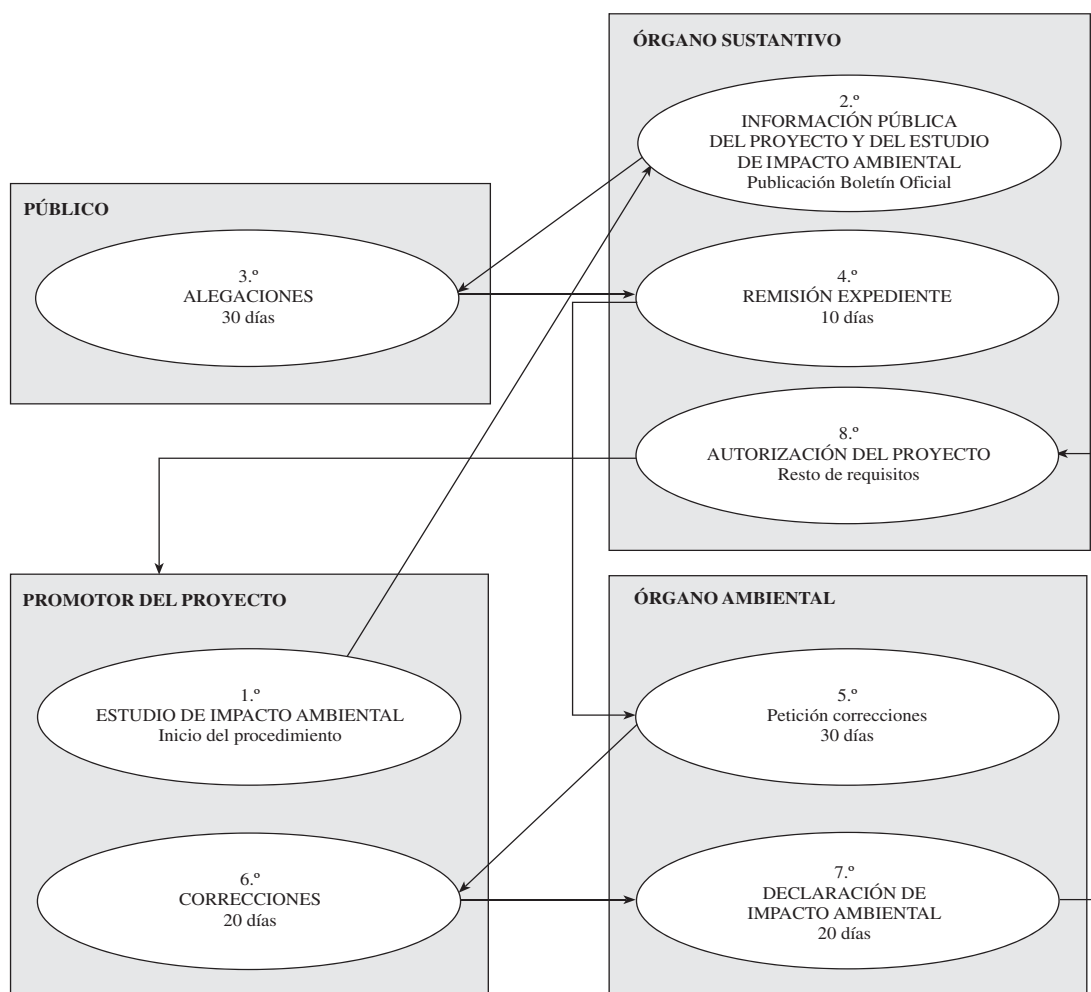 ÓRGANO SUSTANTIVO
2.º
INFORMACIÓN PÚBLICA
DEL PROYECTO Y DEL ESTUDIO
DE IMPACTO AMBIENTAL
Publicación Boletín Oficial
PÚBLICO
3.º
ALEGACIONES
30 días
4.º
REMISIÓN EXPEDIENTE
10 días
8.º
AUTORIZACIÓN DEL PROYECTO
Resto de requisitos
PROMOTOR DEL PROYECTO
1.º
ESTUDIO DE IMPACTO AMBIENTAL
Inicio del procedimiento
6.º
CORRECCIONES
20 días
ÓRGANO AMBIENTAL
5.º
Petición correcciones
30 días
7.º
DECLARACIÓN DE
IMPACTO AMBIENTAL
20 días